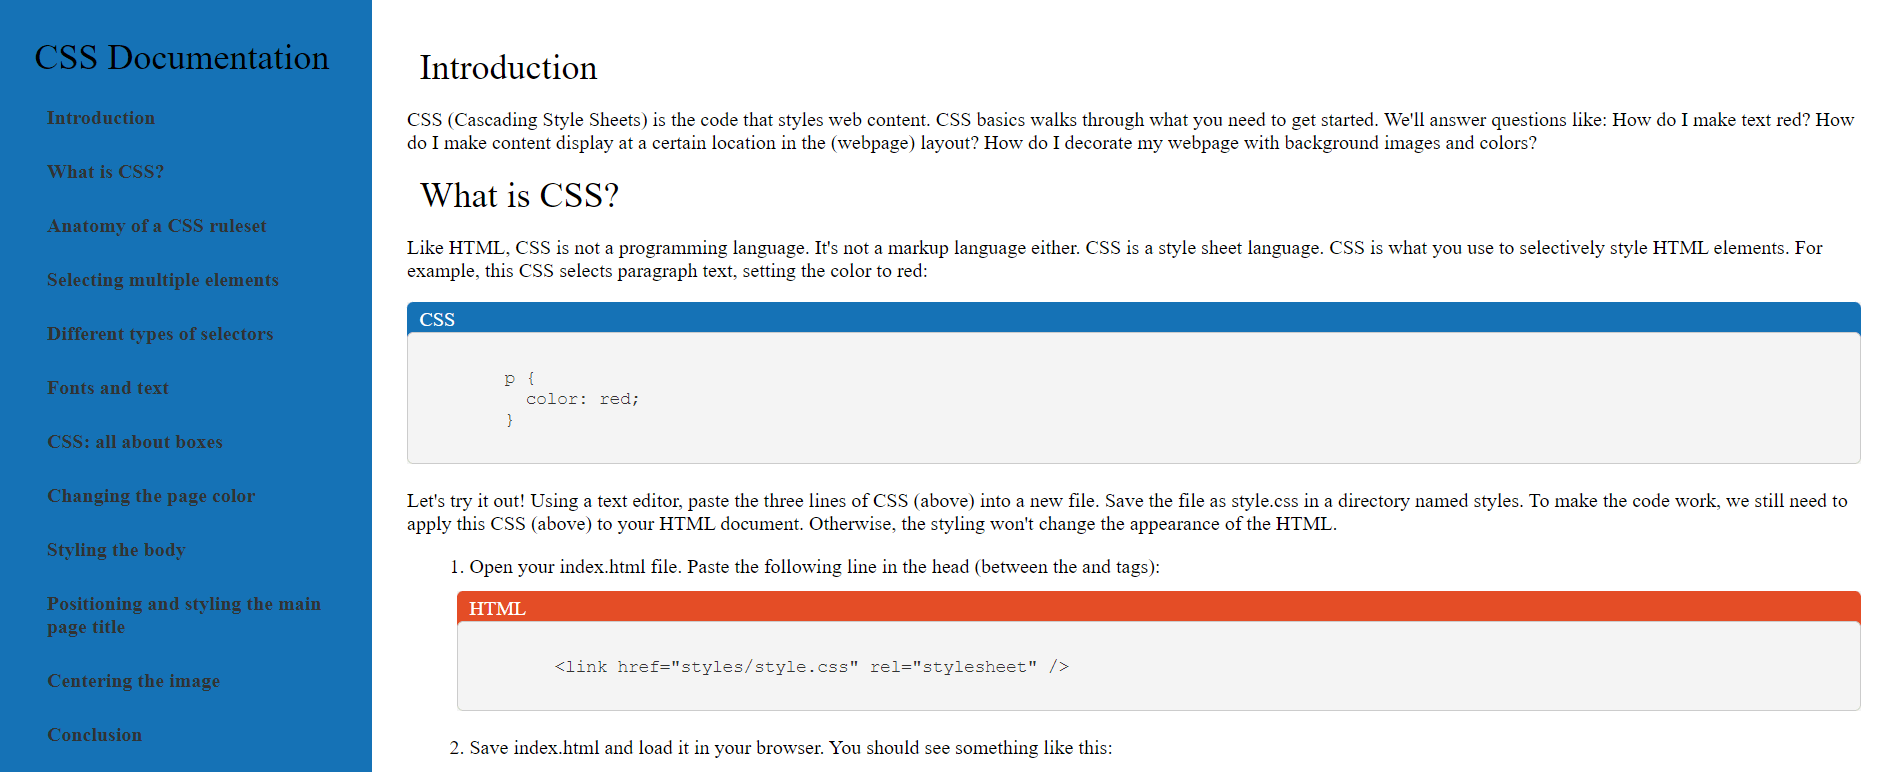 CSS Documentation
Introduction
What is CSS?
Anatomy of a CSS ruleset
Selecting multiple elements
Different types of selectors
Fonts and text
CSS: all about boxes
Changing the page color
Styling the body
Positioning and styling the main
page title
Centering the image
Conclusion
Introduction
CSS (Cascading Style Sheets) is the code that styles web content. CSS basics walks through what you need to get started. We'll answer questions like: How do I make text red? How
do I make content display at a certain location in the (webpage) layout? How do I decorate my webpage with background images and colors?
What is CSS?
Like HTML, CSS is not a programming language. It's not a markup language either. CSS is a style sheet language. CSS is what you use to selectively style HTML elements. For
example, this CSS selects paragraph text, setting the color to red:
CSS
p {
color: red;
}
Let's try it out! Using a text editor, paste the three lines of CSS (above) into a new file. Save the file as style.css in a directory named styles. To make the code work, we still need to
apply this CSS (above) to your HTML document. Otherwise, the styling won't change the appearance of the HTML.
1. Open your index.html file. Paste the following line in the head (between the and tags):
HTML
<link href="styles/style.css" rel="stylesheet" />
2. Save index.html and load it in your browser. You should see something like this: